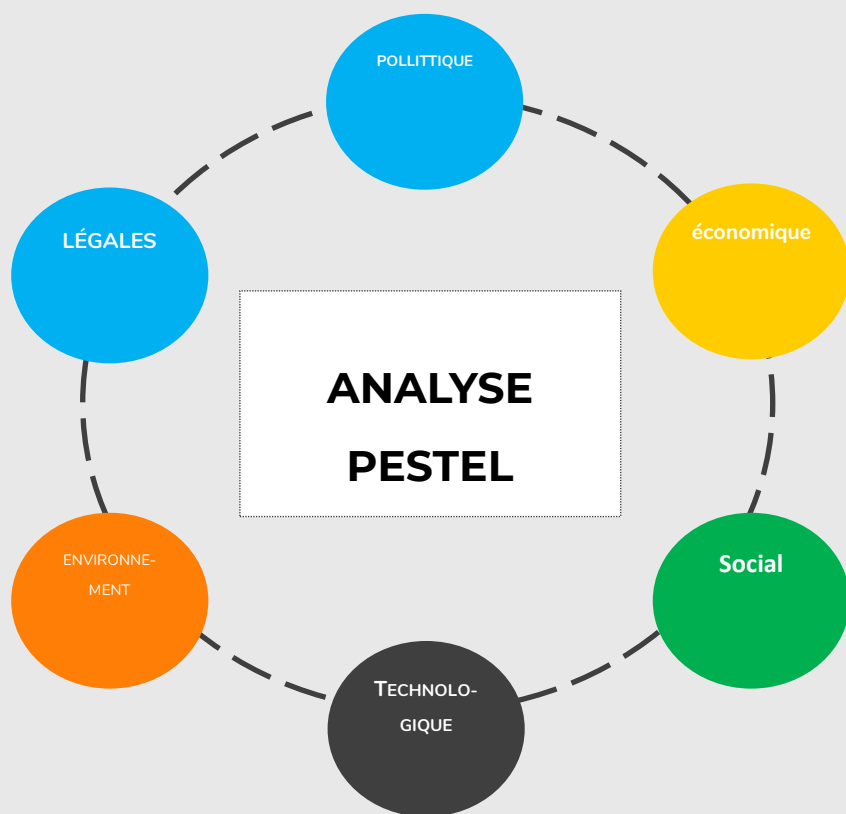 POLLITTIQUE
économique
LÉGALES
ANALYSE
PESTEL
ENVIRONNE-
MENT
Social
TECHNOLO-
GIQUE